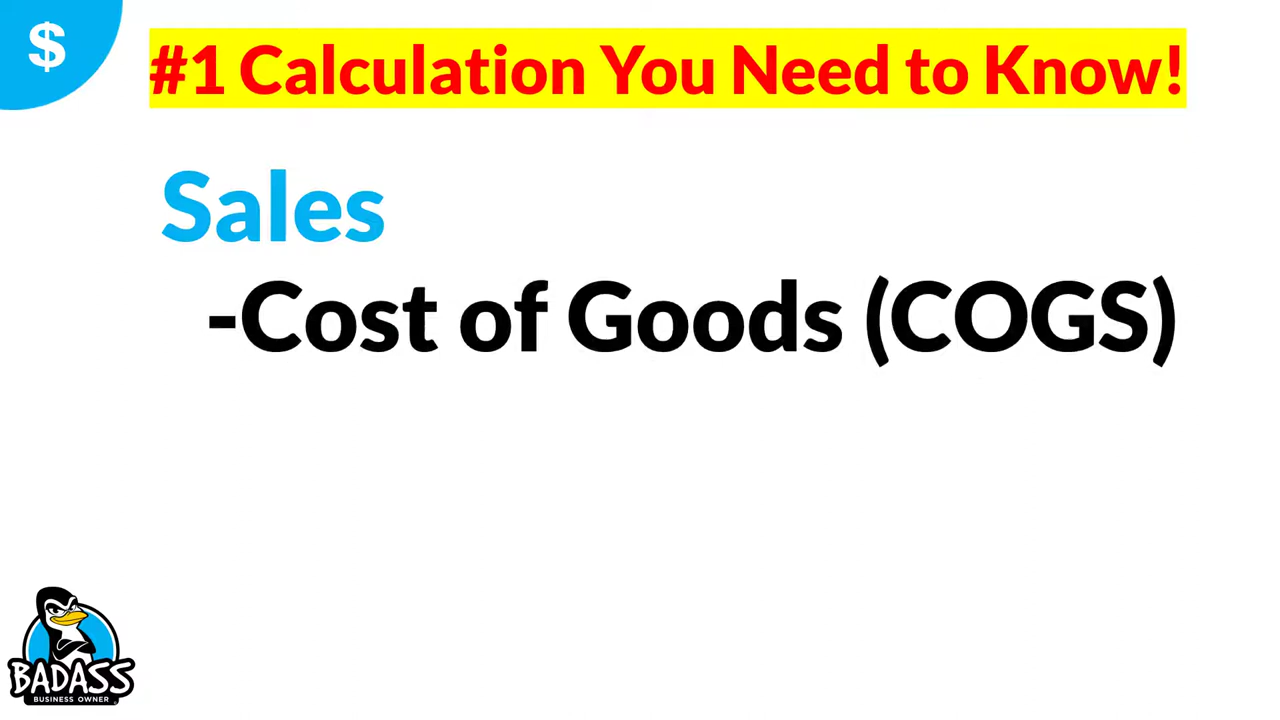 $
#1 Calculation You Need to Know!
Sales
-Cost of Goods (COGS)
BADASS
BUSINESS OWNER